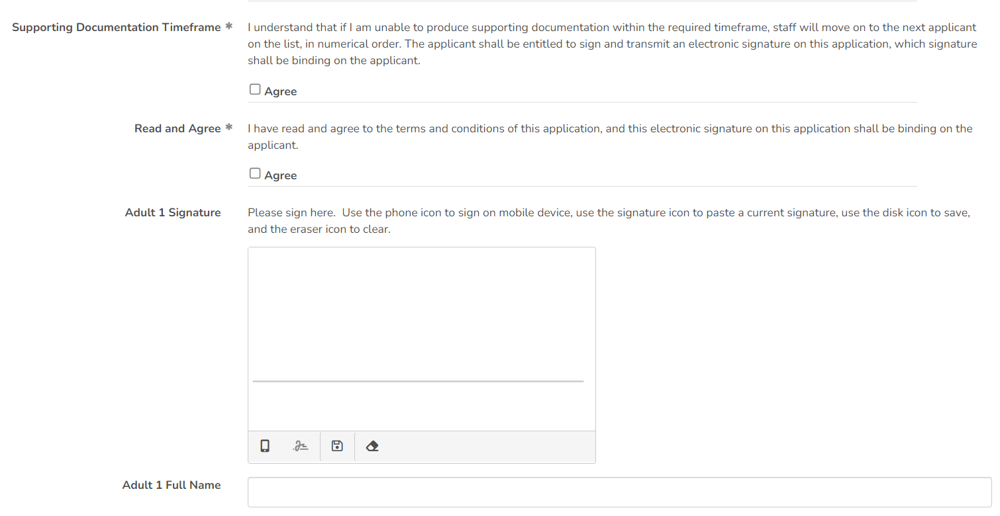 Supporting Documentation Timeframe * I understand that if I am unable to produce supporting documentation within the required timeframe, staff will move on to the next applicant
on the list, in numerical order. The applicant shall be entitled to sign and transmit an electronic signature on this application, which signature
shall be binding on the applicant.
Agree
Read and Agree * I have read and agree to the terms and conditions of this application, and this electronic signature on this application shall be binding on the
applicant.
Agree
Adult 1 Signature Please sign here.  Use the phone icon to sign on mobile device, use the signature icon to paste a current signature, use the disk icon to save,
and the eraser icon to clear.
Adult 1 Full Name